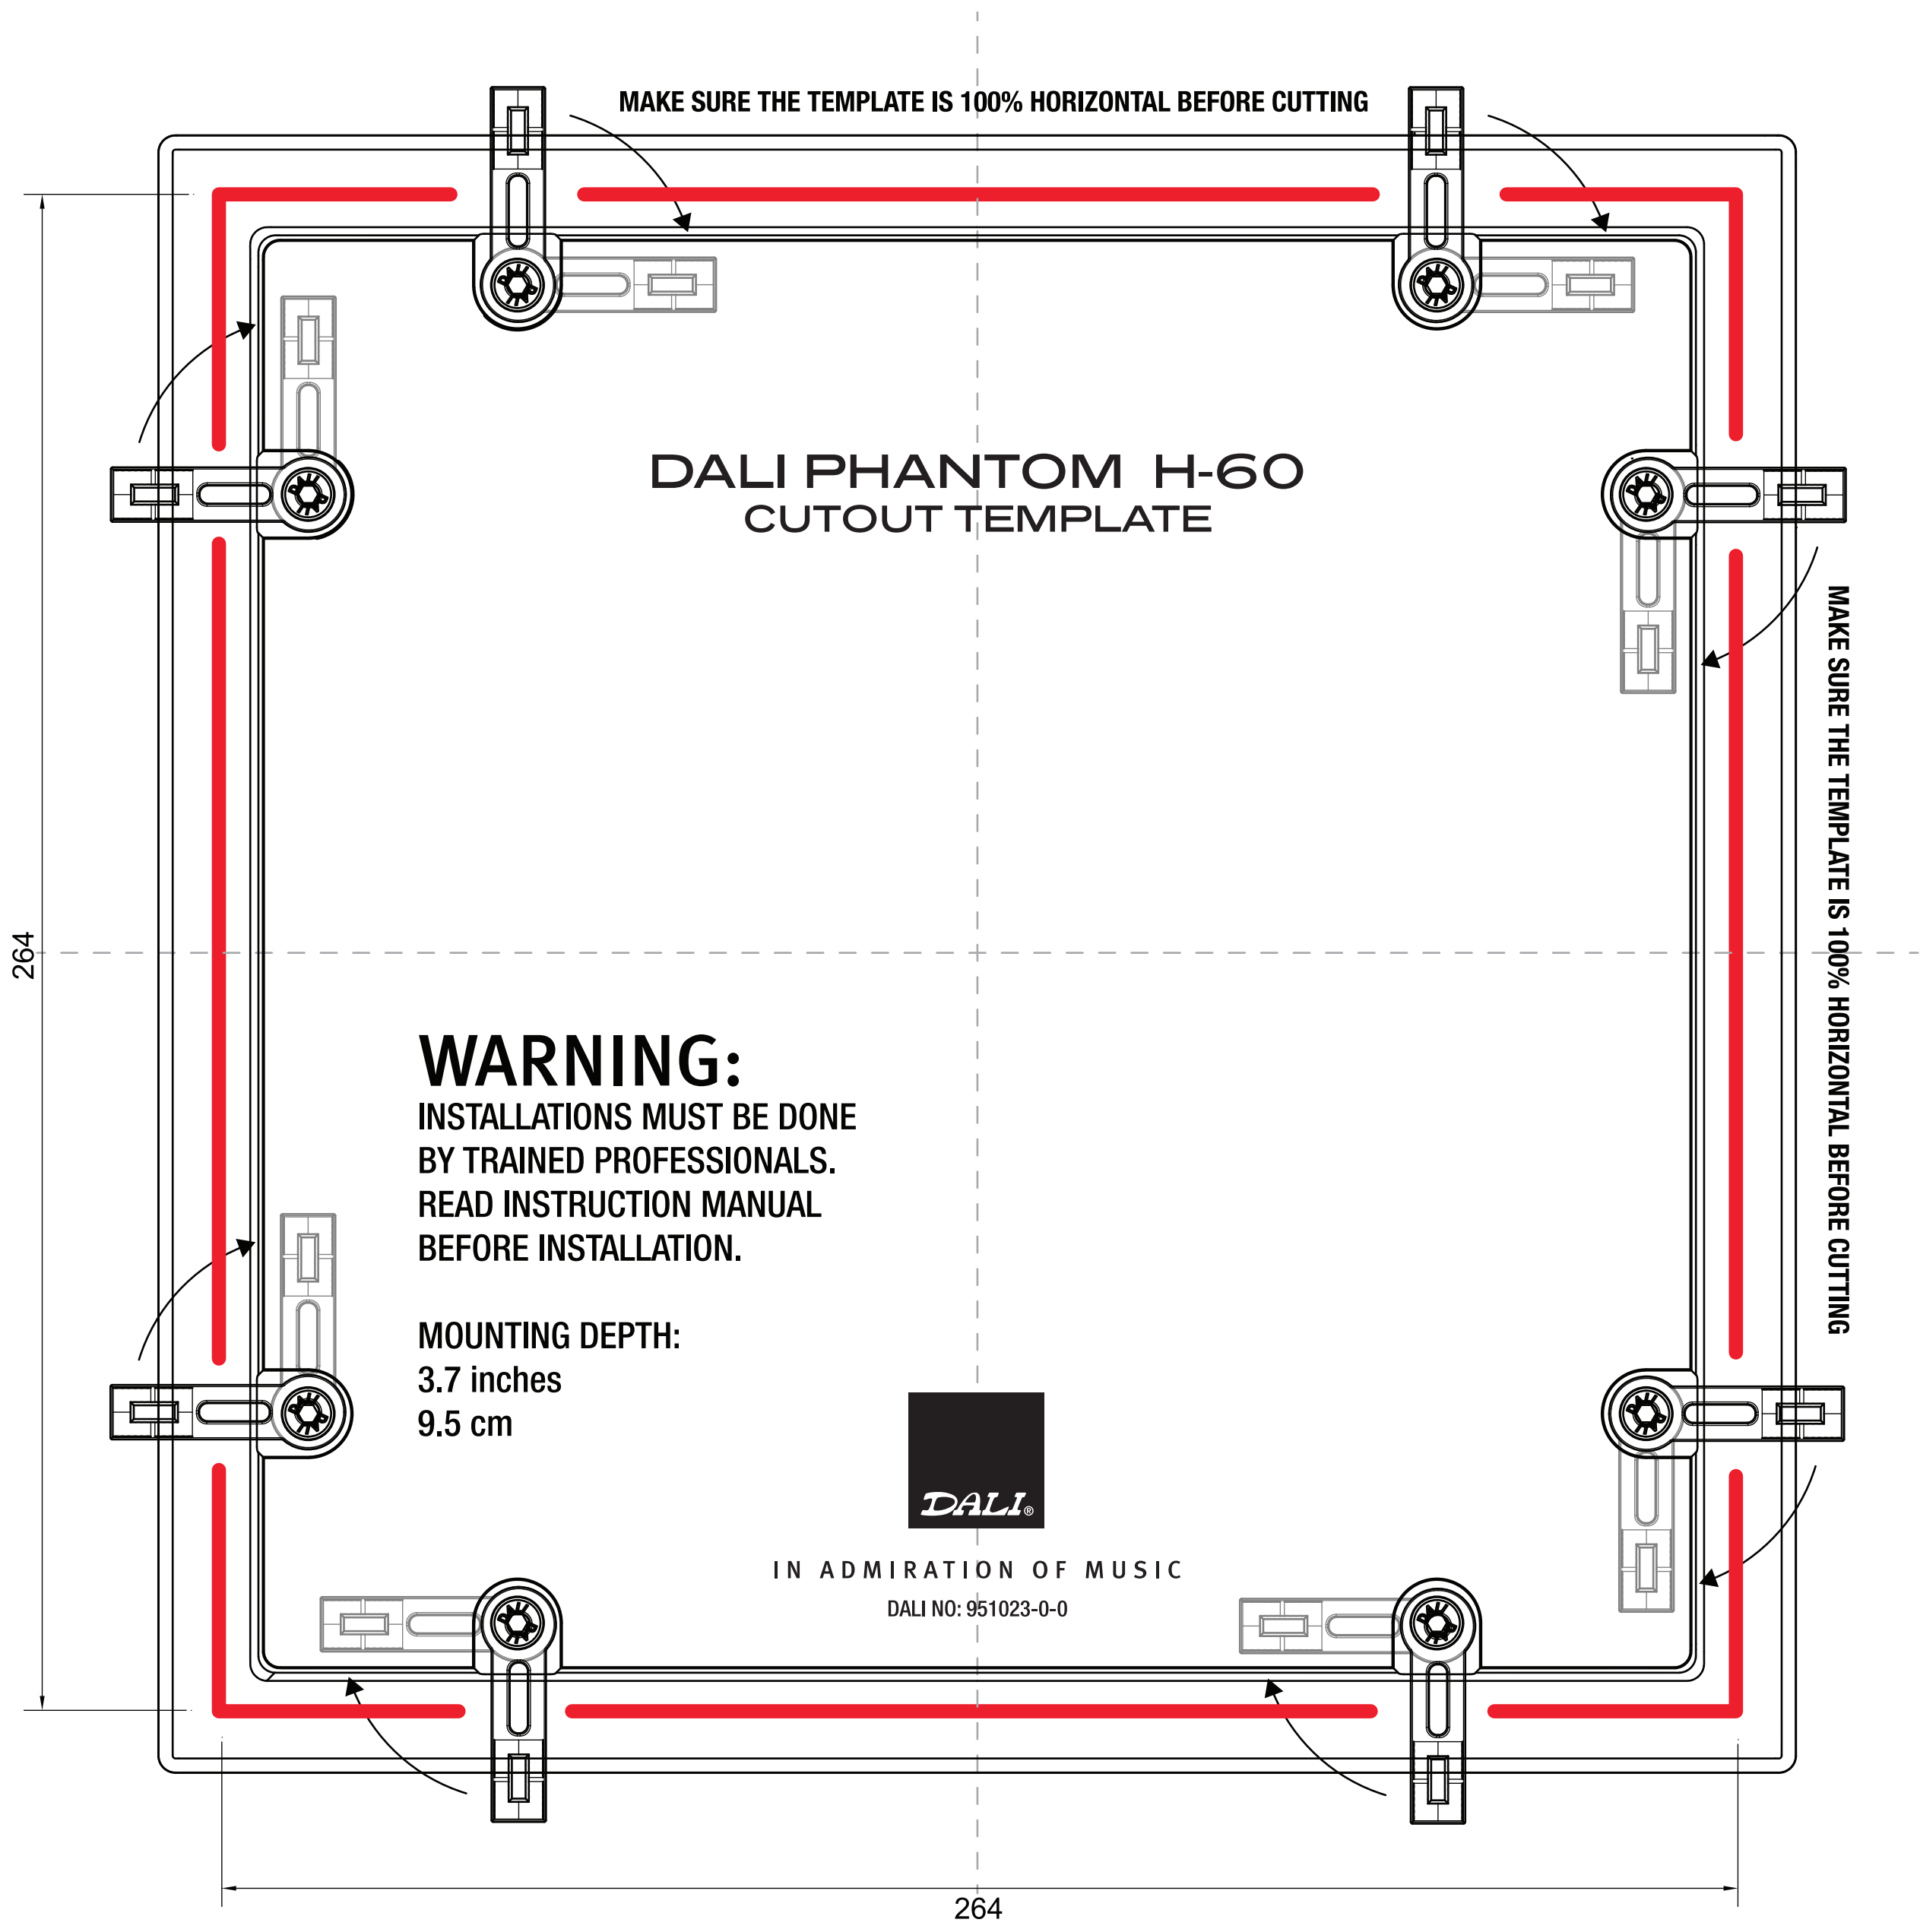 MAKE SURE THE TEMPLATE IS 100% HORIZONTAL BEFORE CUTTING
DALI PHANTOM H-60
CUTOUT TEMPLATE
MAKE SURE THE TEMPLATE IS 100% HORIZONTAL BEFORE CUTTING
264
WARNING:
INSTALLATIONS MUST BE DONE
BY TRAINED PROFESSIONALS.
READ INSTRUCTION MANUAL
BEFORE INSTALLATION.
MOUNTING DEPTH:
3.7 inches
9.5 cm
DALI®
IN ADMIRATION OF MUSIC
DALI NO: 951023-0-0
264